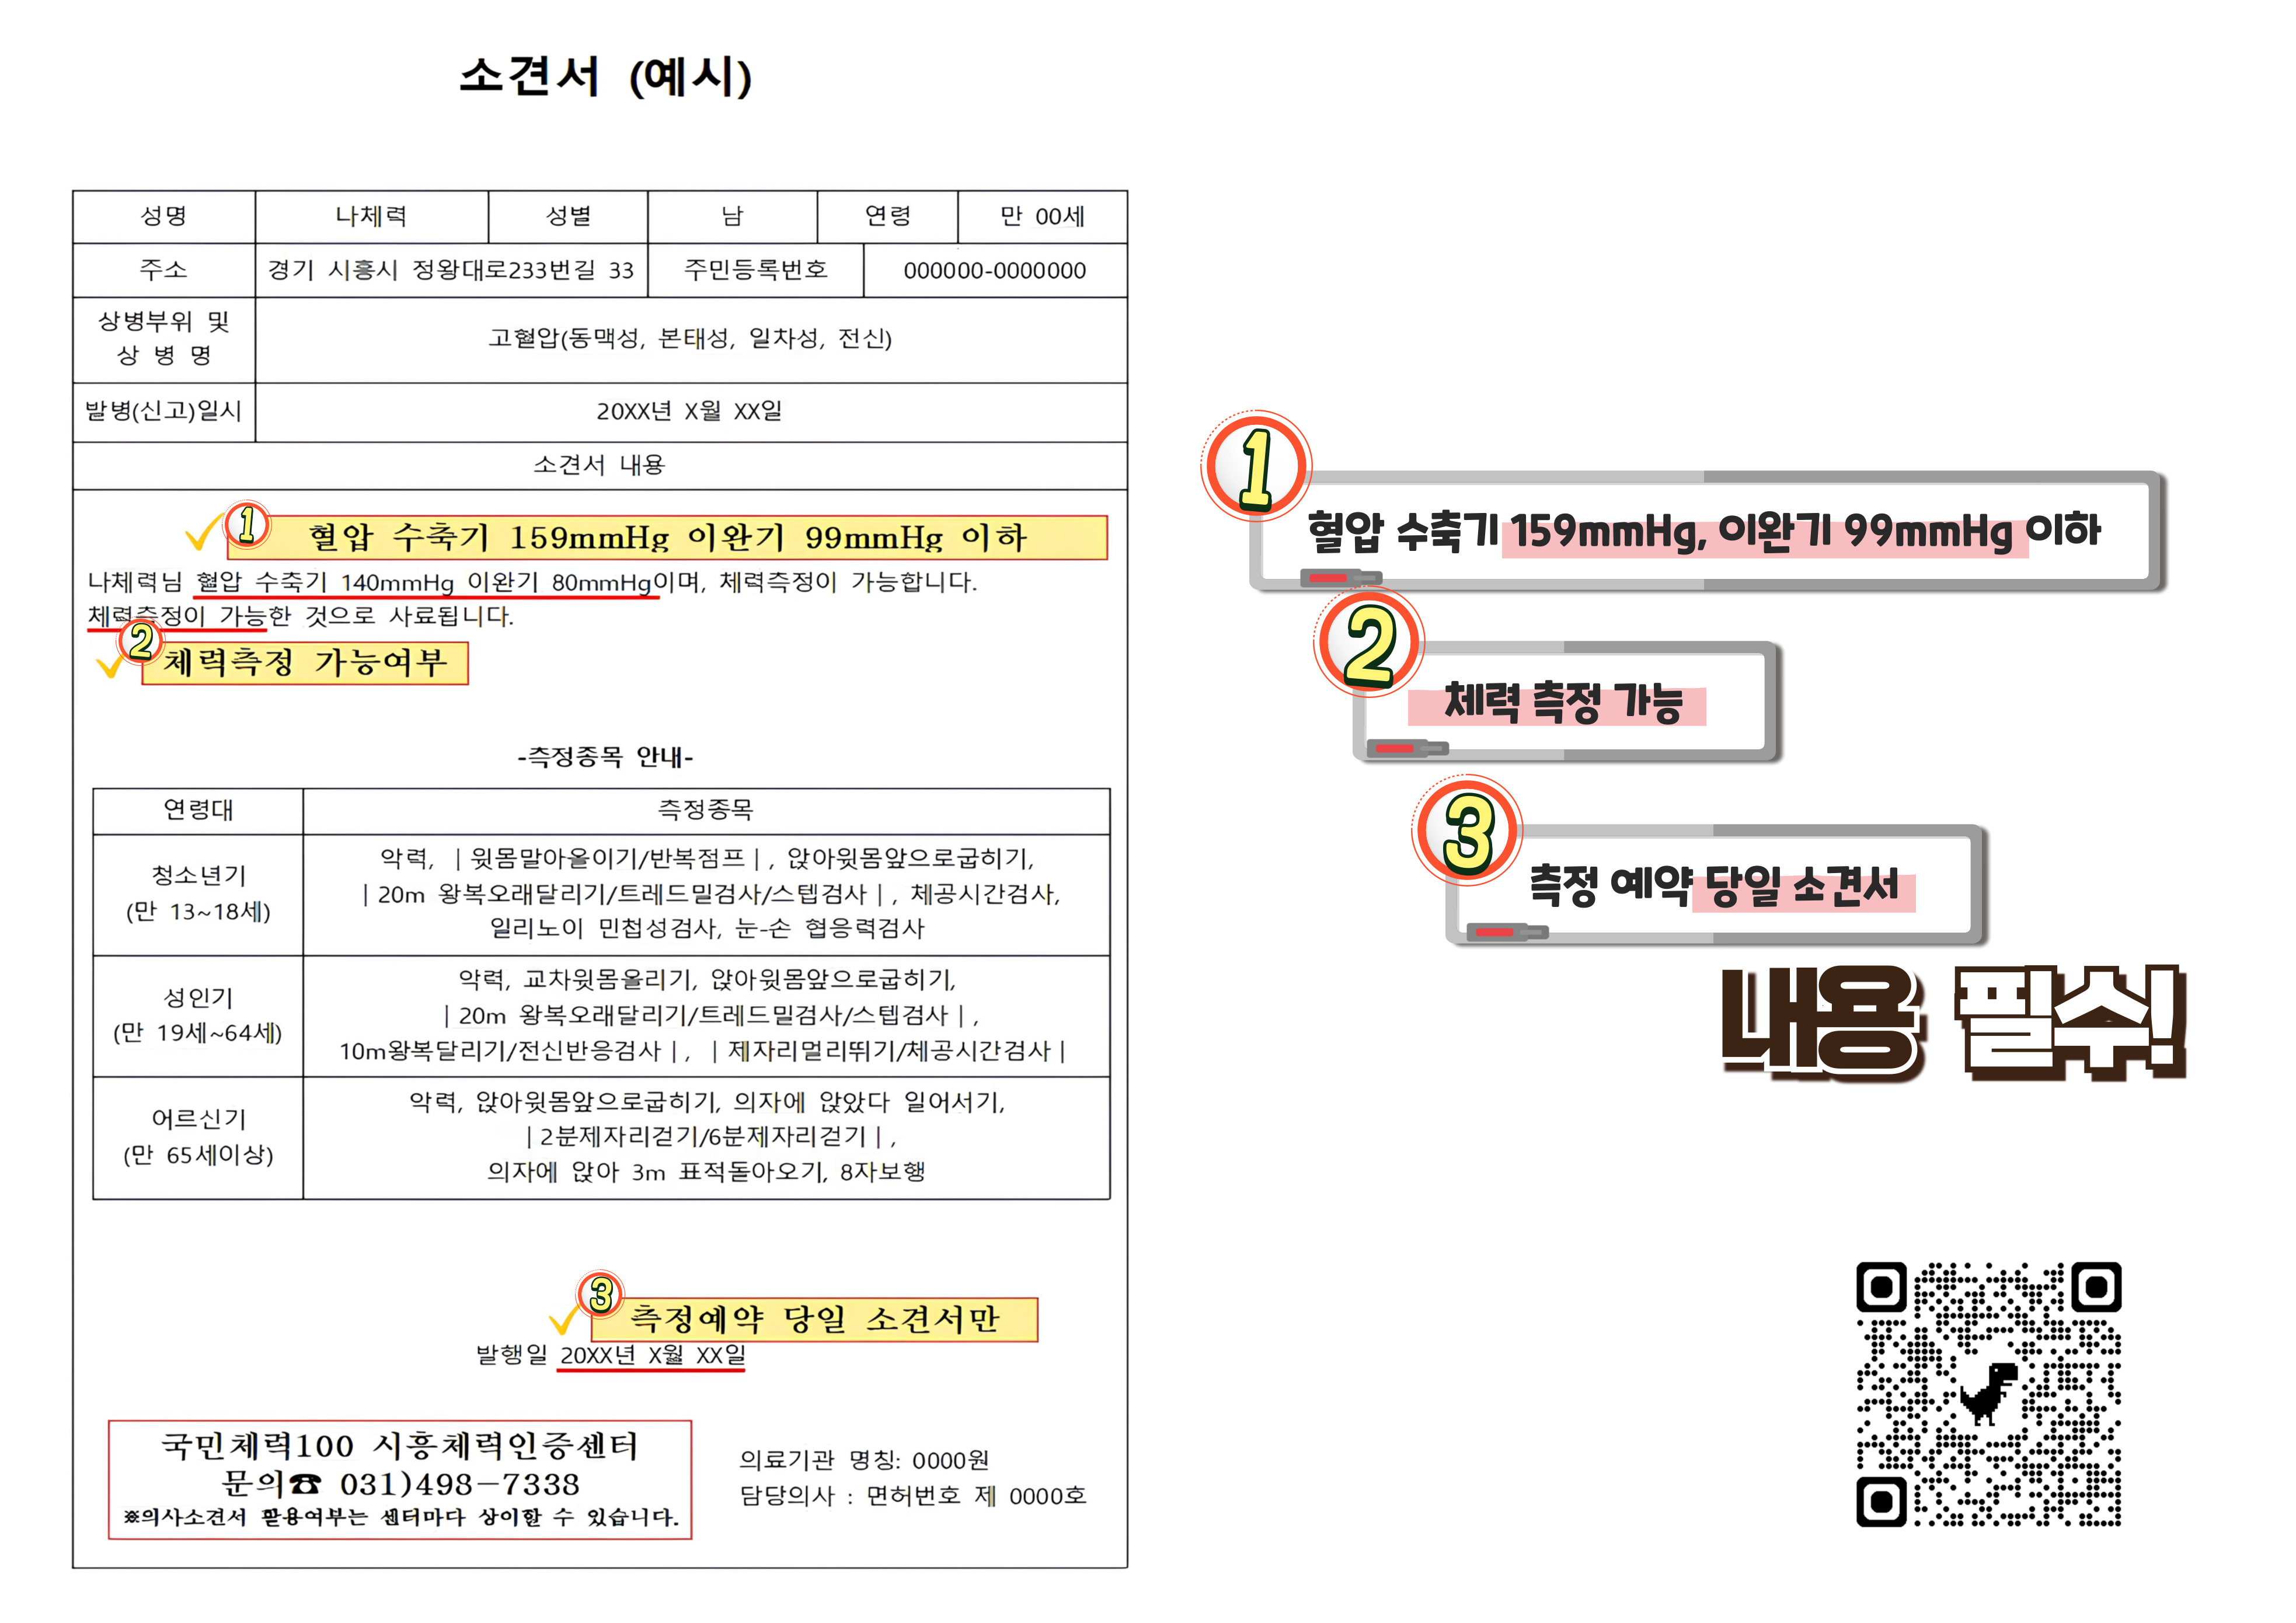 소견서 (예시)
성명 나체력 성별 남 연령 만 00세
주소 경기 시흥시 정왕대로233번길 33 주민등록번호 000000-0000000
상병부위 및
상 병 명
고혈압(동맥성, 본태성, 일차성, 전신)
발병(신고)일시 20XX년 X월 XX일
소견서 내용
1 혈압 수축기 159mmHg 이완기 99mmHg 이하
나체력님 혈압 수축기 140mmHg 이완기 80mmHg이며, 체력측정이 가능합니다.
체력측정이 가능한 것으로 사료됩니다.
2 체력측정 가능여부
-측정종목 안내-
연령대 측정종목
청소년기
(만 13~18세)
악력, | 윗몸말아올이기/반복점프 | , 앉아윗몸앞으로굽히기,
| 20m 왕복오래달리기/트레드밀검사/스텝검사 | , 체공시간검사,
일리노이 민첩성검사, 눈-손 협응력검사
성인기
(만 19세~64세)
악력, 교차윗몸올리기, 앉아윗몸앞으로굽히기,
| 20m 왕복오래달리기/트레드밀검사/스텝검사 | ,
10m왕복달리기/전신반응검사 | , | 제자리멀리뛰기/체공시간검사 |
어르신기
(만 65세이상)
악력, 앉아윗몸앞으로굽히기, 의자에 앉았다 일어서기,
| 2분제자리걷기/6분제자리걷기 | ,
의자에 앉아 3m 표적돌아오기, 8자보행
3 측정예약 당일 소견서만
발행일 20XX년 X월 XX일
국민체력100 시흥체력인증센터
문의☎ 031)498-7338
※의사소견서 필용여부는 센터마다 상이할 수 있습니다.
의료기관 명칭: 0000원
담당의사 : 면허번호 제 0000호
1
혈압 수축기 159mmHg, 이완기 99mmHg 이하
2
체력 측정 가능
3
측정 예약 당일 소견서
내용 필수!